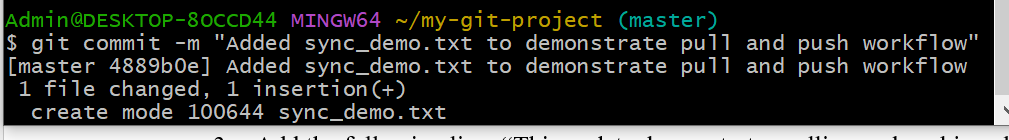 Admin@DESKTOP-8OCCD44 MINGW64 ~/my-git-project (master)
$ git commit -m "Added sync_demo.txt to demonstrate pull and push workflow"
[master 4889b0e] Added sync_demo.txt to demonstrate pull and push workflow
 1 file changed, 1 insertion(+)
 create mode 100644 sync_demo.txt